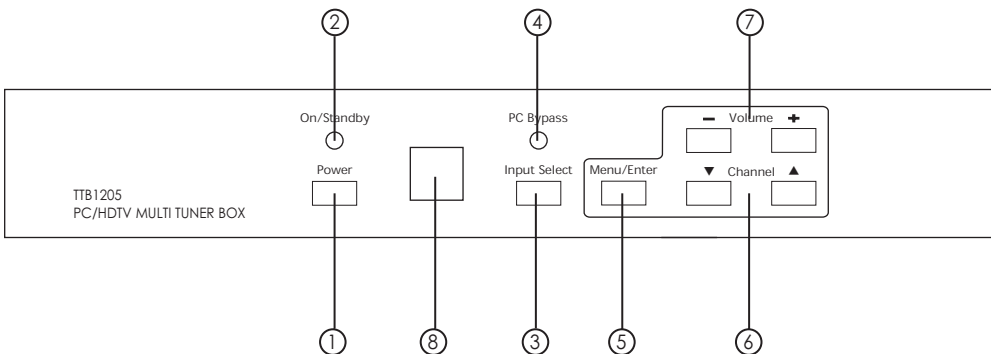 ② ④ ⑦
On/Standby PC Bypass − Volume +
Power Input Select Menu/Enter ▼ Channel ▲
TTB1205
PC/HDTV MULTI TUNER BOX
① ⑧ ③ ⑤ ⑥